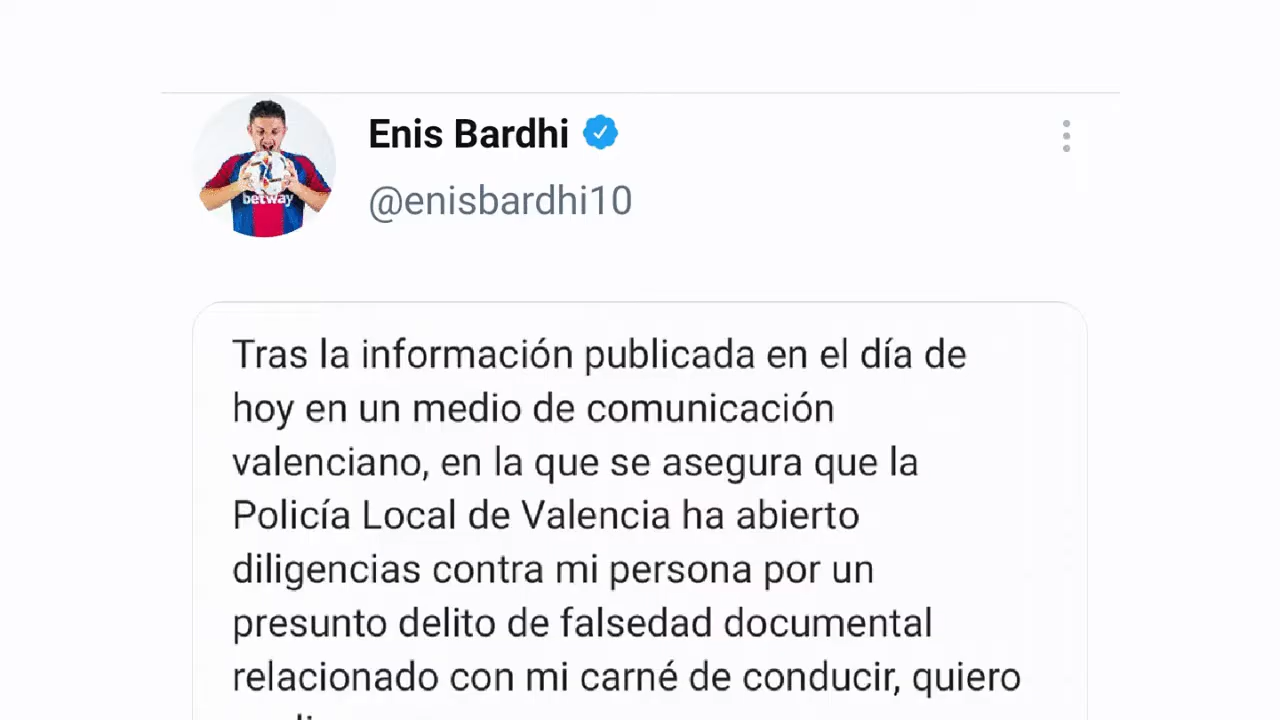 Enis Bardhi
@enisbardhi10
betway
Tras la información publicada en el día de
hoy en un medio de comunicación
valenciano, en la que se asegura que la
Policía Local de Valencia ha abierto
diligencias contra mi persona por un
presunto delito de falsedad documental
relacionado con mi carné de conducir, quiero